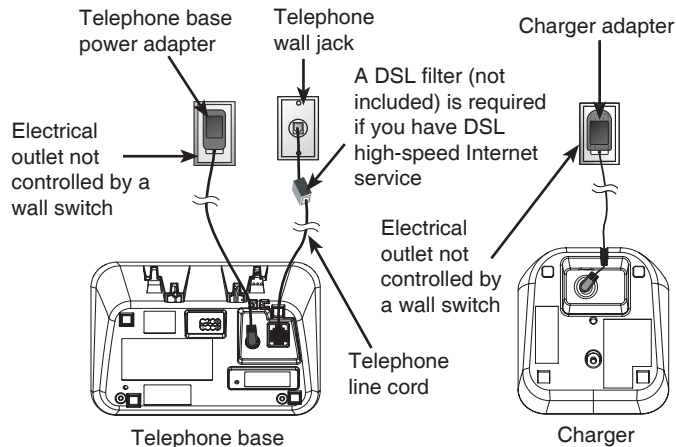 Telephone base
power adapter
Telephone
wall jack
Charger adapter
A DSL filter (not
included) is required
if you have DSL
high-speed Internet
service
Electrical
outlet not
controlled by a
wall switch
Electrical
outlet not
controlled by
a wall switch
Telephone
line cord
Telephone base
Charger